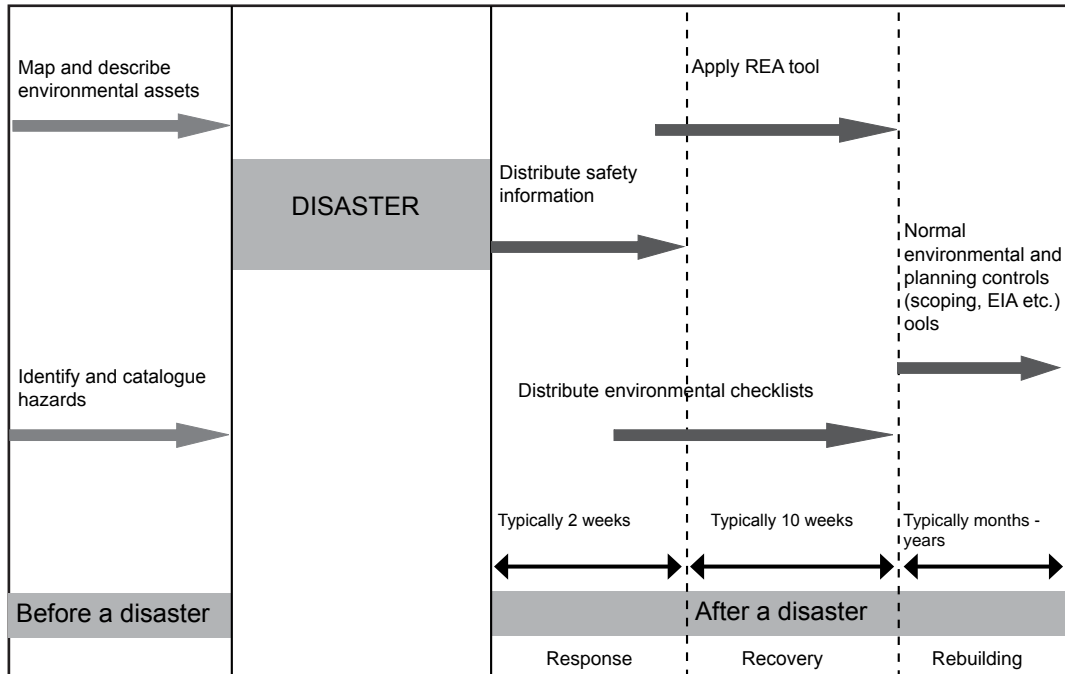 Map and describe
environmental assets
Identify and catalogue
hazards
Before a disaster
DISASTER
Apply REA tool
Distribute safety
information
Distribute environmental checklists
Normal
environmental and
planning controls
(scoping, EIA etc.)
ools
Typically 2 weeks
Typically 10 weeks
Typically months -
years
After a disaster
Response
Recovery
Rebuilding